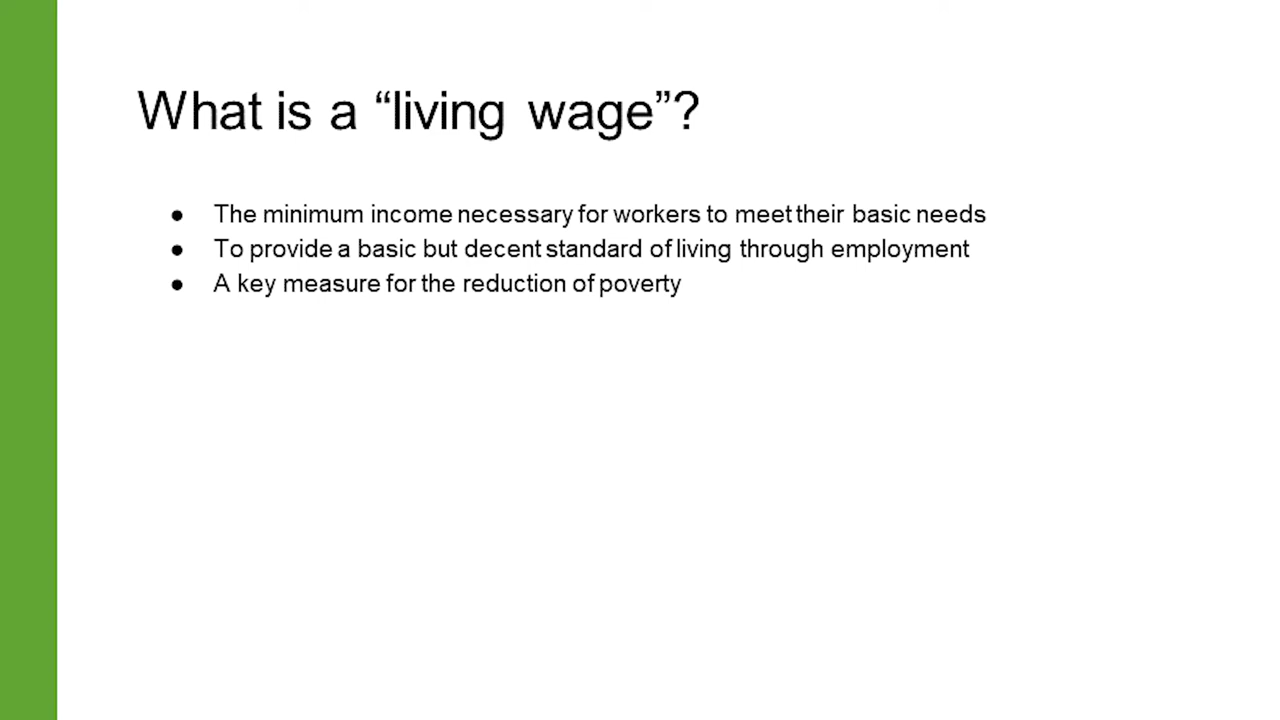 What is a “living wage”?
● The minimum income necessary for workers to meet their basic needs
● To provide a basic but decent standard of living through employment
● A key measure for the reduction of poverty